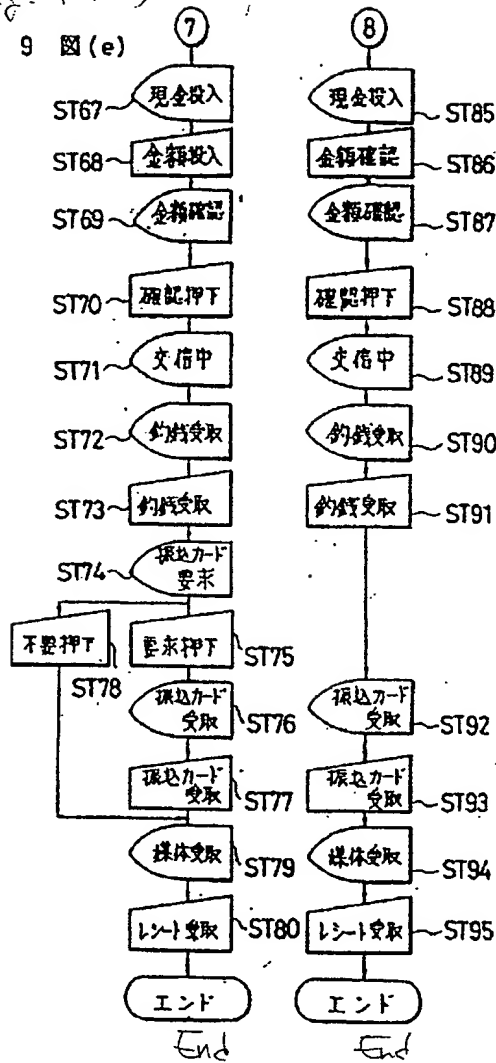 9 図(e)
7
現金投入
ST67
金額投入
ST68
金額確認
ST69
確認押下
ST70
交信中
ST71
釣銭受取
ST72
釣銭受取
ST73
振込カード
要求
ST74
不要押下
ST78
要求押下
ST75
振込カード
受取
ST76
振込カード
受取
ST77
媒体受取
ST79
レシート受取
ST80
エンド
End
8
現金投入
ST85
金額確認
ST86
金額確認
ST87
確認押下
ST88
交信中
ST89
釣銭受取
ST90
釣銭受取
ST91
振込カード
受取
ST92
振込カード
受取
ST93
媒体受取
ST94
レシート受取
ST95
エンド
End